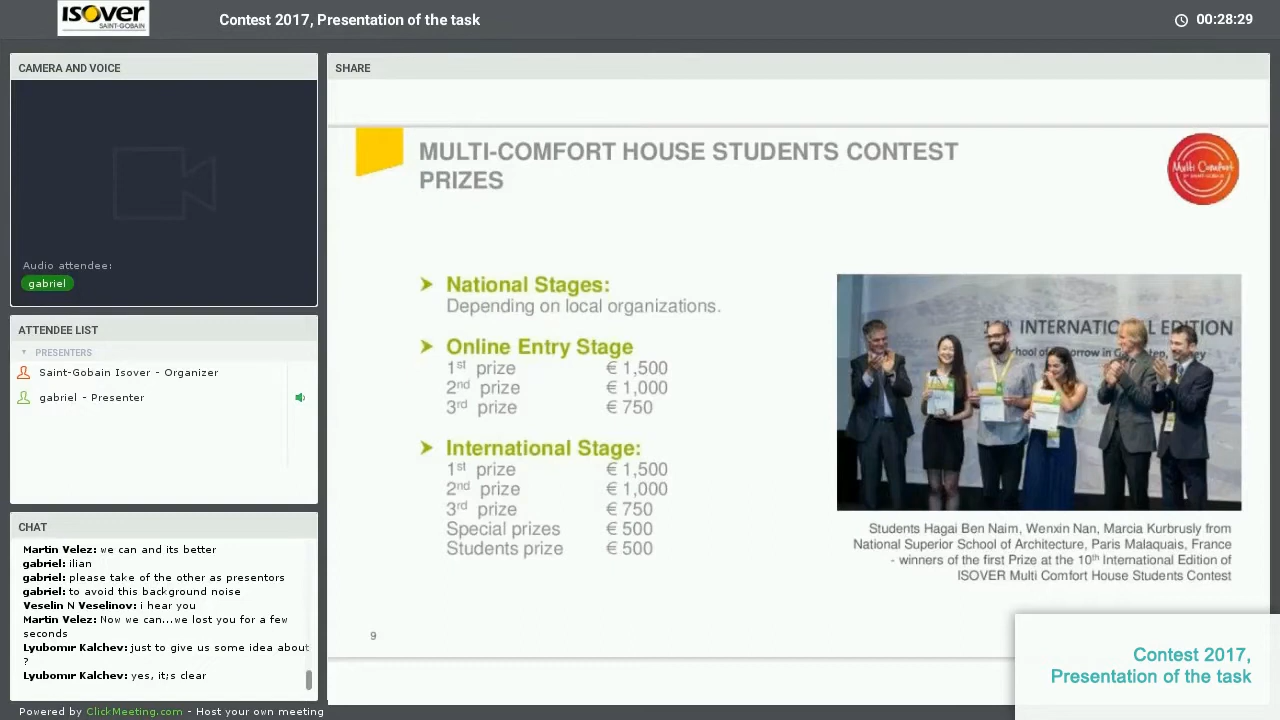 isover
SAINT-GOBAIN
Contest 2017, Presentation of the task
00:28:29
CAMERA AND VOICE
Audio attendee:
gabriel
ATTENDEE LIST
PRESENTERS
Saint-Gobain Isover - Organizer
gabriel - Presenter
CHAT
Martin Velez: we can and its better
gabriel: ilian
gabriel: please take of the other as presentors
gabriel: to avoid this background noise
Veselin N Veselinov: i hear you
Martin Velez: Now we can...we lost you for a few
seconds
Lyubomır Kalchev: just to give us some idea about
?
Lyubomır Kalchev: yes, it;s clear
Powered by ClickMeeting.com - Host your own meeting
SHARE
MULTI-COMFORT HOUSE STUDENTS CONTEST
PRIZES
Multi Comfort
BY SAINT-GOBAIN
➤ National Stages:
Depending on local organizations.
➤ Online Entry Stage
1st prize € 1,500
2nd prize € 1,000
3rd prize € 750
➤ International Stage:
1st prize € 1,500
2nd prize € 1,000
3rd prize € 750
Special prizes € 500
Students prize € 500
INTERNATIONAL EDITION
Students Hagai Ben Naim, Wenxin Nan, Marcia Kurbrusly from
National Superior School of Architecture, Paris Malaquais, France
- winners of the first Prize at the 10th International Edition of
ISOVER Multi Comfort House Students Contest
9
Contest 2017,
Presentation of the task